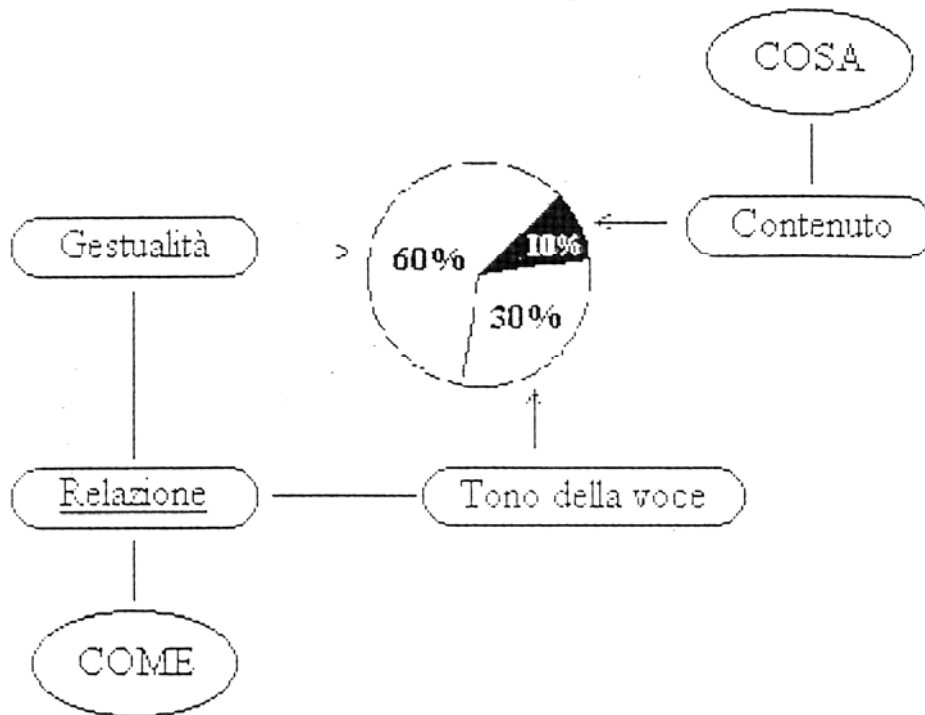 COSA
Contenuto
Gestualità
60%
10%
30%
Relazione
Tono della voce
COME